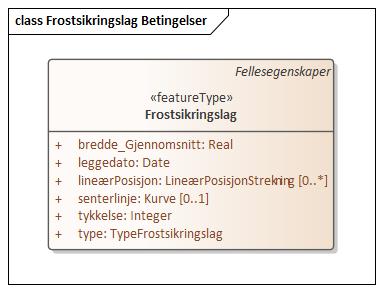 class Frostsikringslag Betingelser
Fellesegenskaper
«featureType»
Frostsikringslag
+ bredde_Gjennomsnitt: Real
+ leggedato: Date
+ lineærPosisjon: LineærPosisjonStrekning [0..*]
+ senterlinje: Kurve [0..1]
+ tykkelse: Integer
+ type: TypeFrostsikringslag